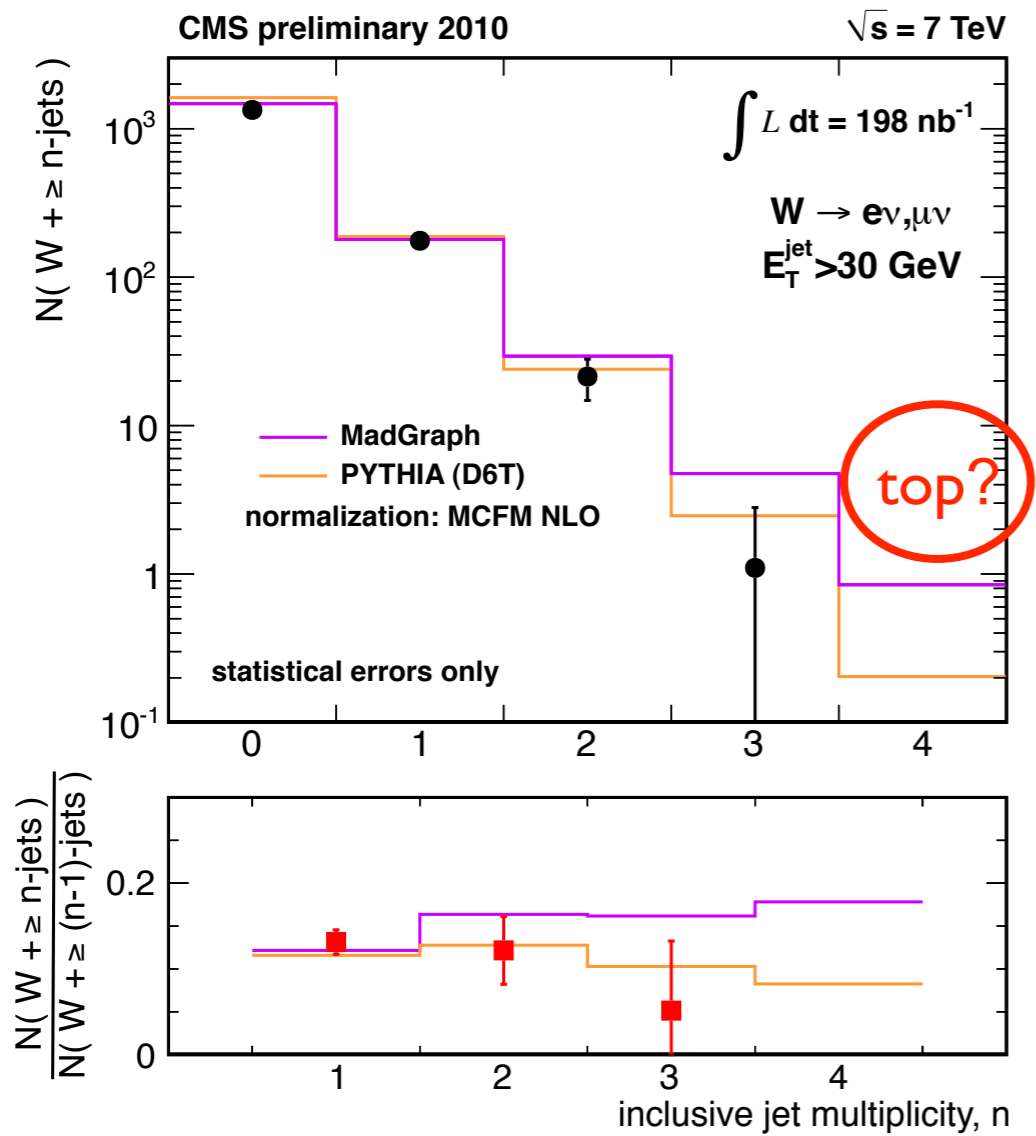 CMS preliminary 2010
√s = 7 TeV
N( W + ≥ n-jets)
10³
10²
10
1
10⁻¹
∫ L dt = 198 nb⁻¹
W → eν,μν
E_T^jet >30 GeV
MadGraph
PYTHIA (D6T)
normalization: MCFM NLO
top?
statistical errors only
0 1 2 3 4
N( W + ≥ n-jets )
N( W + ≥ (n-1)-jets )
0.2
0
1 2 3 4
inclusive jet multiplicity, n